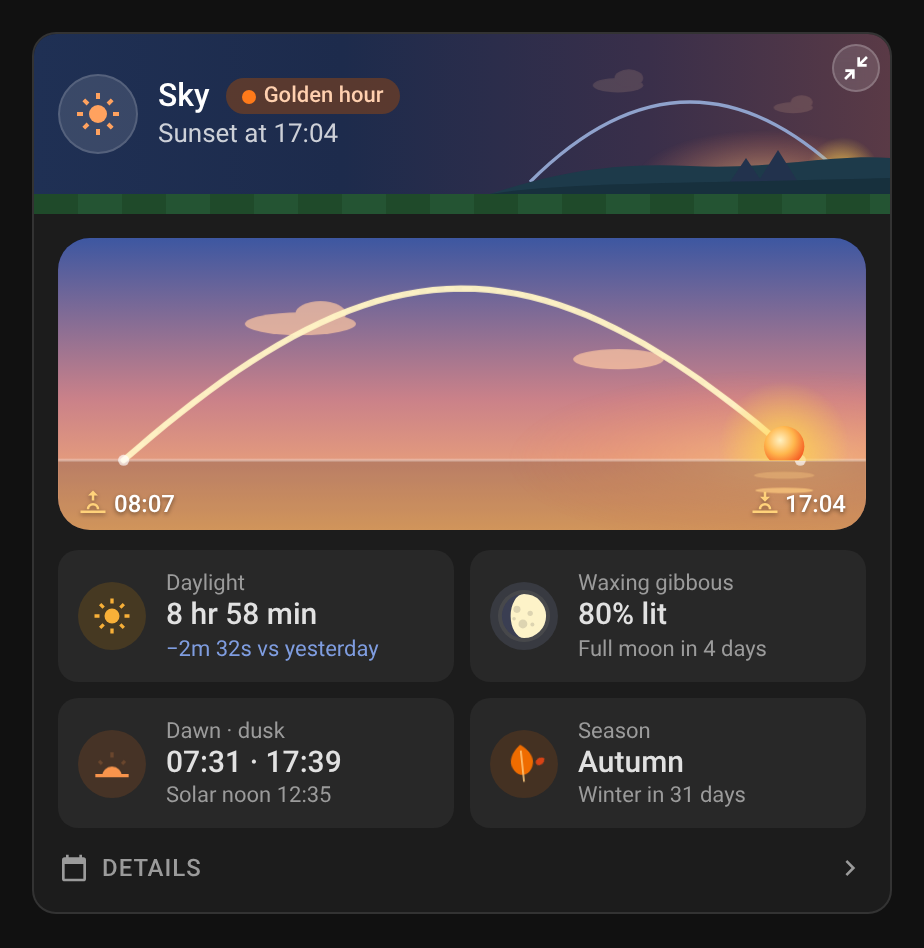 Sky
Golden hour
Sunset at 17:04
08:07
17:04
Daylight
8 hr 58 min
−2m 32s vs yesterday
Waxing gibbous
80% lit
Full moon in 4 days
Dawn · dusk
07:31 · 17:39
Solar noon 12:35
Season
Autumn
Winter in 31 days
DETAILS